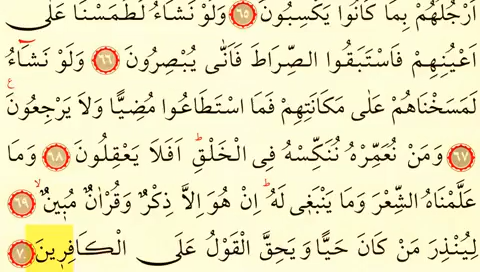 اَرْجُلُهُمْ بِمَا كَانُوا يَكْسِبُونَ ﴿٦٥﴾ وَلَوْ نَشَٓاءُ لَطَمَسْنَا عَلٰٓى
اَعْيُنِهِمْ فَاسْتَبَقُوا الصِّرَاطَ فَاَنّٰى يُبْصِرُونَ ﴿٦٦﴾ وَلَوْ نَشَٓاءُ
لَمَسَخْنَاهُمْ عَلٰى مَكَانَتِهِمْ فَمَا اسْتَطَاعُوا مُضِيًّا وَلَا يَرْجِعُونَ ۟ع
﴿٦٧﴾ وَمَنْ نُعَمِّرْهُ نُنَكِّسْهُ فِي الْخَلْقِۜ اَفَلَا يَعْقِلُونَ ﴿٦٨﴾ وَمَا
عَلَّمْنَاهُ الشِّعْرَ وَمَا يَنْبَغٖي لَهُۜ اِنْ هُوَ اِلَّا ذِكْرٌ وَقُرْاٰنٌ مُبٖينٌۙ ﴿٦٩﴾
لِيُنْذِرَ مَنْ كَانَ حَيًّا وَيَحِقَّ الْقَوْلُ عَلَى الْكَافِرٖينَ ﴿٧٠﴾